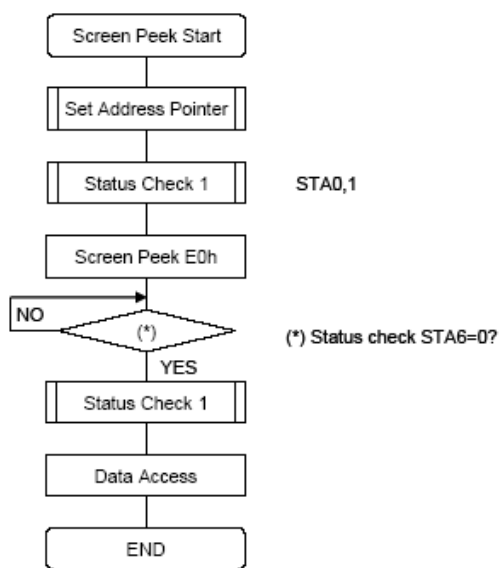 Screen Peek Start
Set Address Pointer
Status Check 1
STA0,1
Screen Peek E0h
NO
(*)
(*) Status check STA6=0?
YES
Status Check 1
Data Access
END